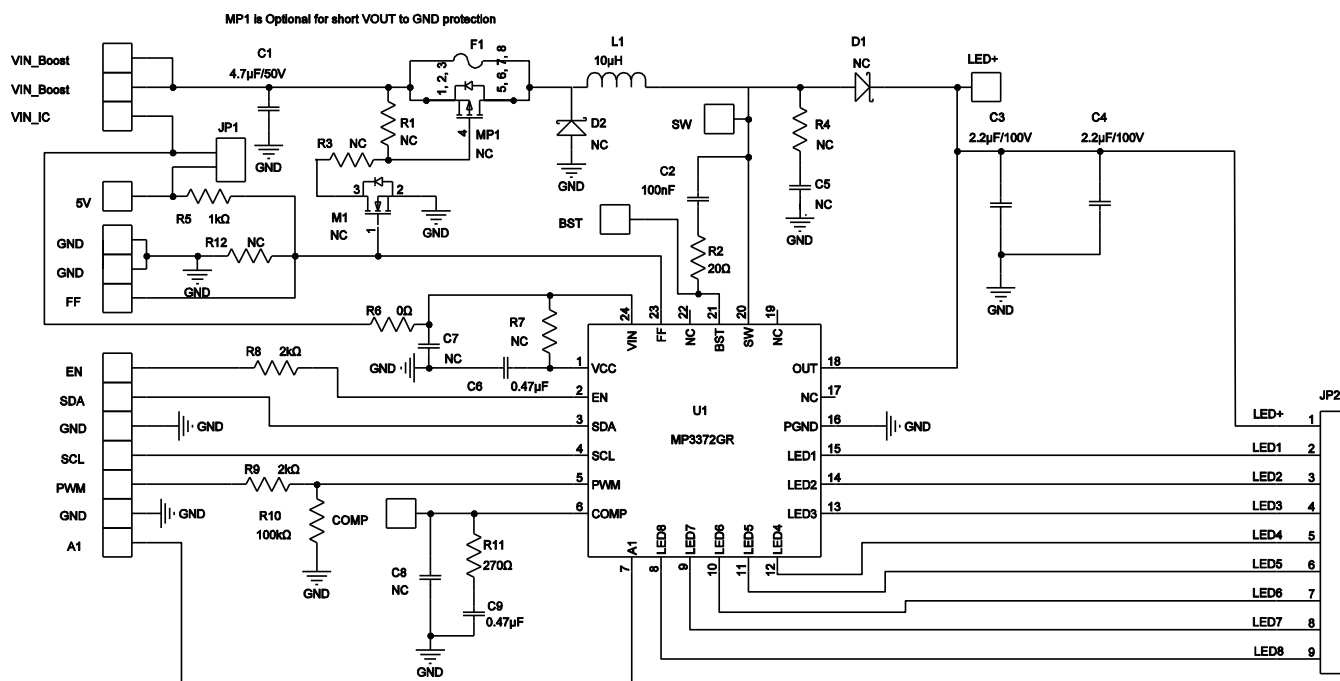 MP1 is Optional for short VOUT to GND protection
VIN_Boost
VIN_Boost
VIN_IC
C1
4.7µF/50V
GND
F1
1, 2, 3
5, 6, 7, 8
4
MP1
NC
L1
10µH
D1
NC
LED+
JP1
R1
NC
R3
NC
D2
NC
GND
SW
R4
NC
C5
NC
GND
C3
2.2µF/100V
C4
2.2µF/100V
GND
5V
R5
1kΩ
3
2
M1
NC
1
GND
BST
C2
100nF
R2
20Ω
GND
GND
FF
R12
NC
GND
R6
0Ω
C7
NC
GND
R7
NC
C6
0.47µF
24
23
22
21
20
19
VIN
FF
NC
BST
SW
NC
1
VCC
2
EN
3
SDA
4
SCL
5
PWM
6
COMP
U1
MP3372GR
OUT
18
NC
17
PGND
16
GND
LED1
15
LED2
14
LED3
13
A1
LED8
LED7
LED6
LED5
LED4
7
8
9
10
11
12
EN
SDA
GND
SCL
PWM
GND
A1
R8
2kΩ
GND
R9
2kΩ
GND
R10
100kΩ
GND
COMP
C8
NC
R11
270Ω
C9
0.47µF
GND
JP2
LED+
1
LED1
2
LED2
3
LED3
4
LED4
5
LED5
6
LED6
7
LED7
8
LED8
9